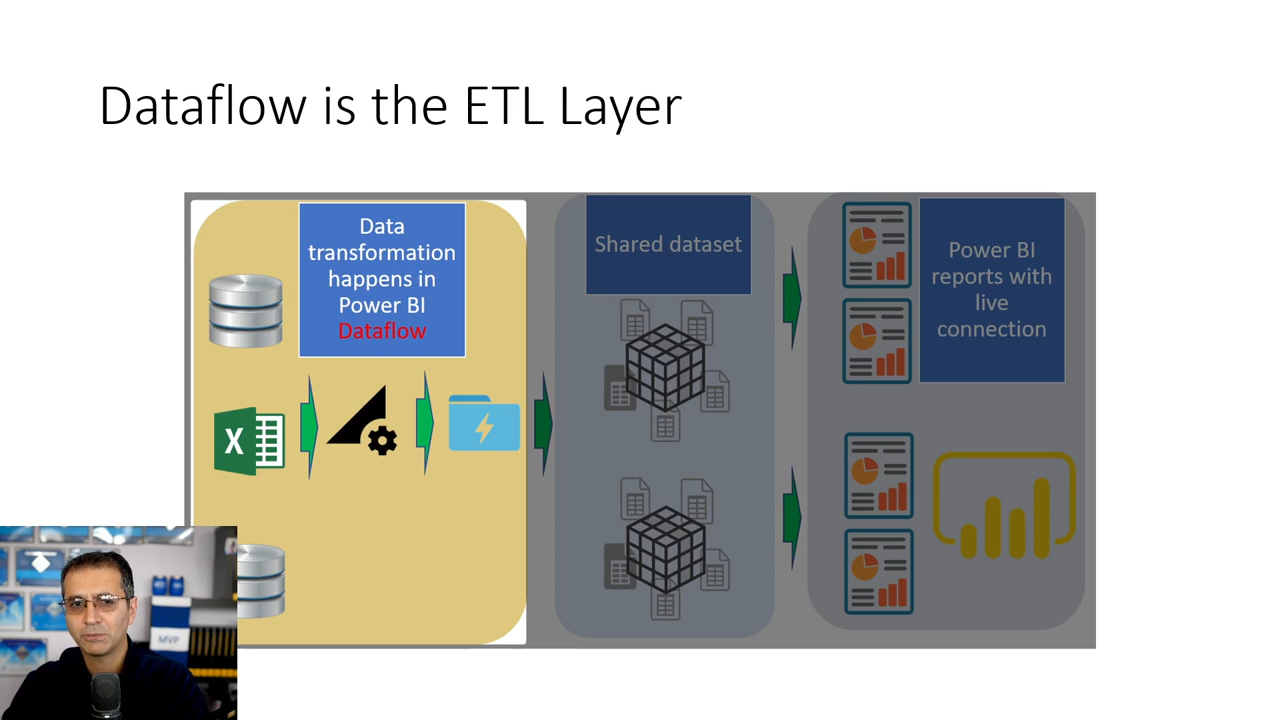 Dataflow is the ETL Layer
Data
transformation
happens in
Power BI
Dataflow
Shared dataset
Power BI
reports with
live
connection
X
MVP